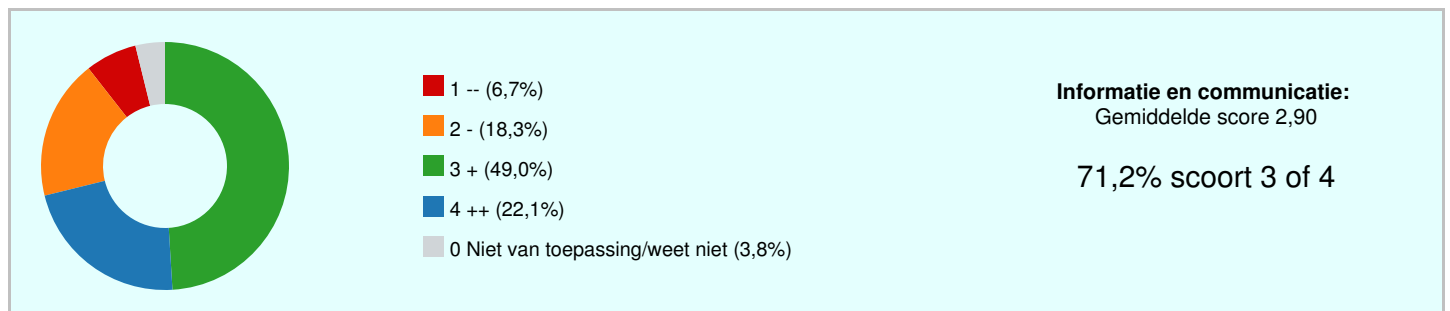 1 -- (6,7%)
2 - (18,3%)
3 + (49,0%)
4 ++ (22,1%)
0 Niet van toepassing/weet niet (3,8%)
Informatie en communicatie:
Gemiddelde score 2,90
71,2% scoort 3 of 4